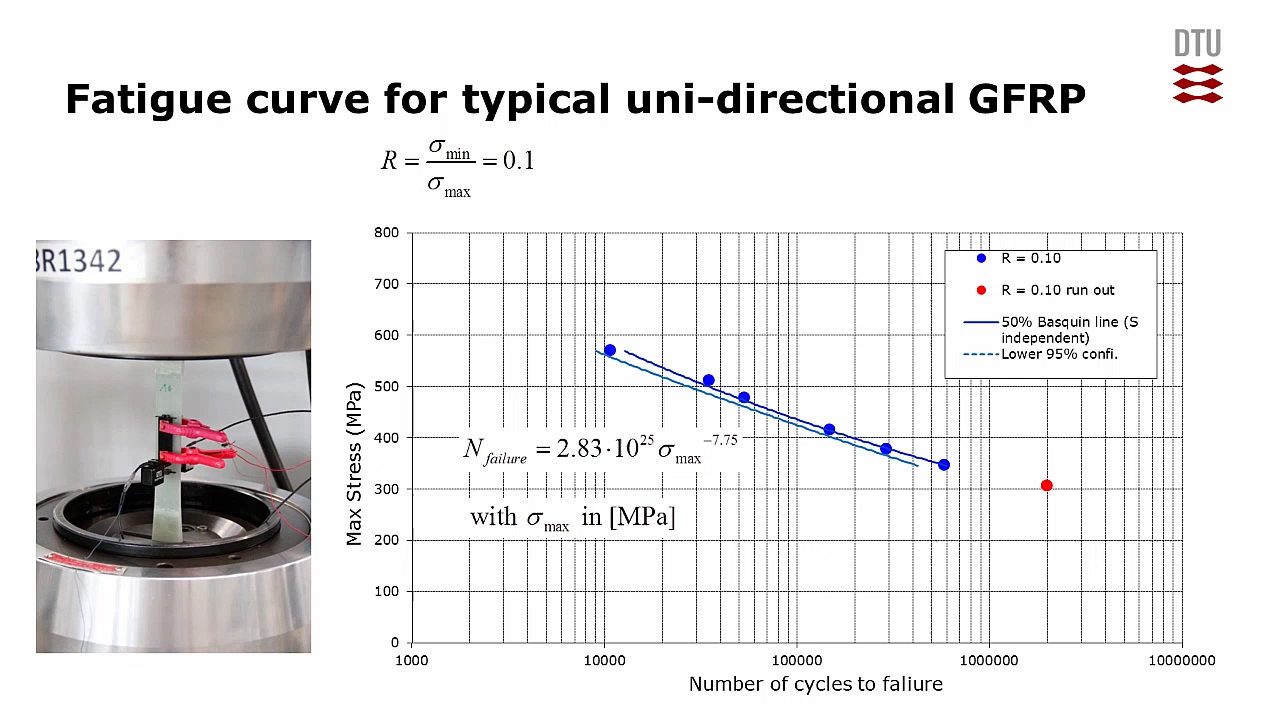 DTU
Fatigue curve for typical uni-directional GFRP
R = σmin / σmax = 0.1
BR1342
800
700
600
500
400
300
200
100
0
Max Stress (MPa)
R = 0.10
R = 0.10 run out
50% Basquin line (S
independent)
Lower 95% confi.
Nfailure = 2.83·10^25 σmax^−7.75
with σmax in [MPa]
1000 10000 100000 1000000 10000000
Number of cycles to faliure